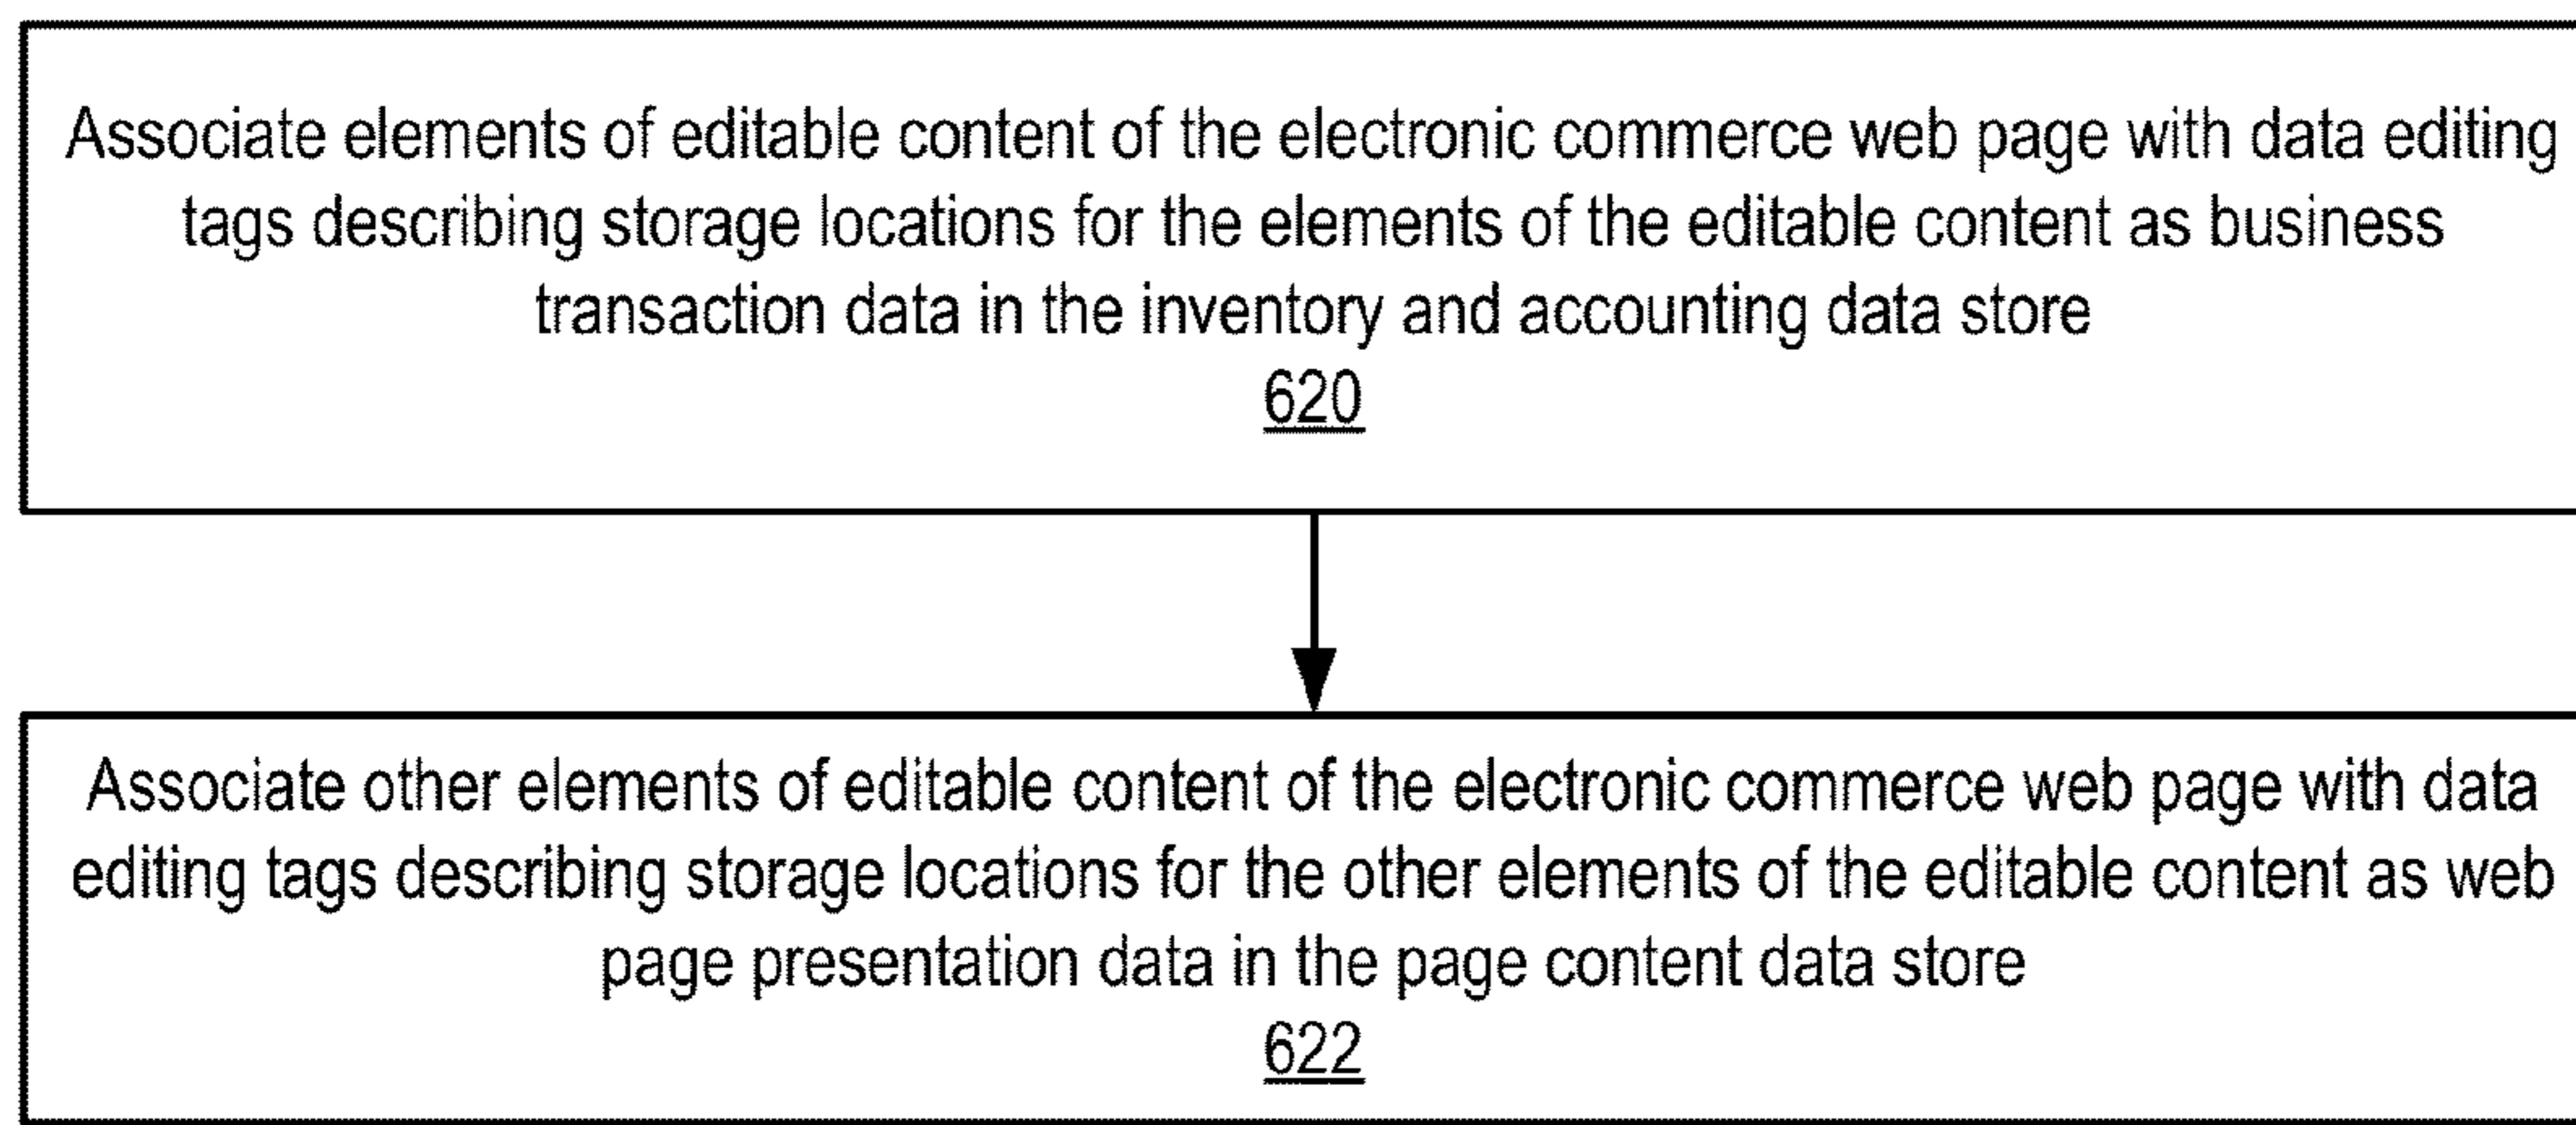 Associate elements of editable content of the electronic commerce web page with data editing
tags describing storage locations for the elements of the editable content as business
transaction data in the inventory and accounting data store
620
Associate other elements of editable content of the electronic commerce web page with data
editing tags describing storage locations for the other elements of the editable content as web
page presentation data in the page content data store
622